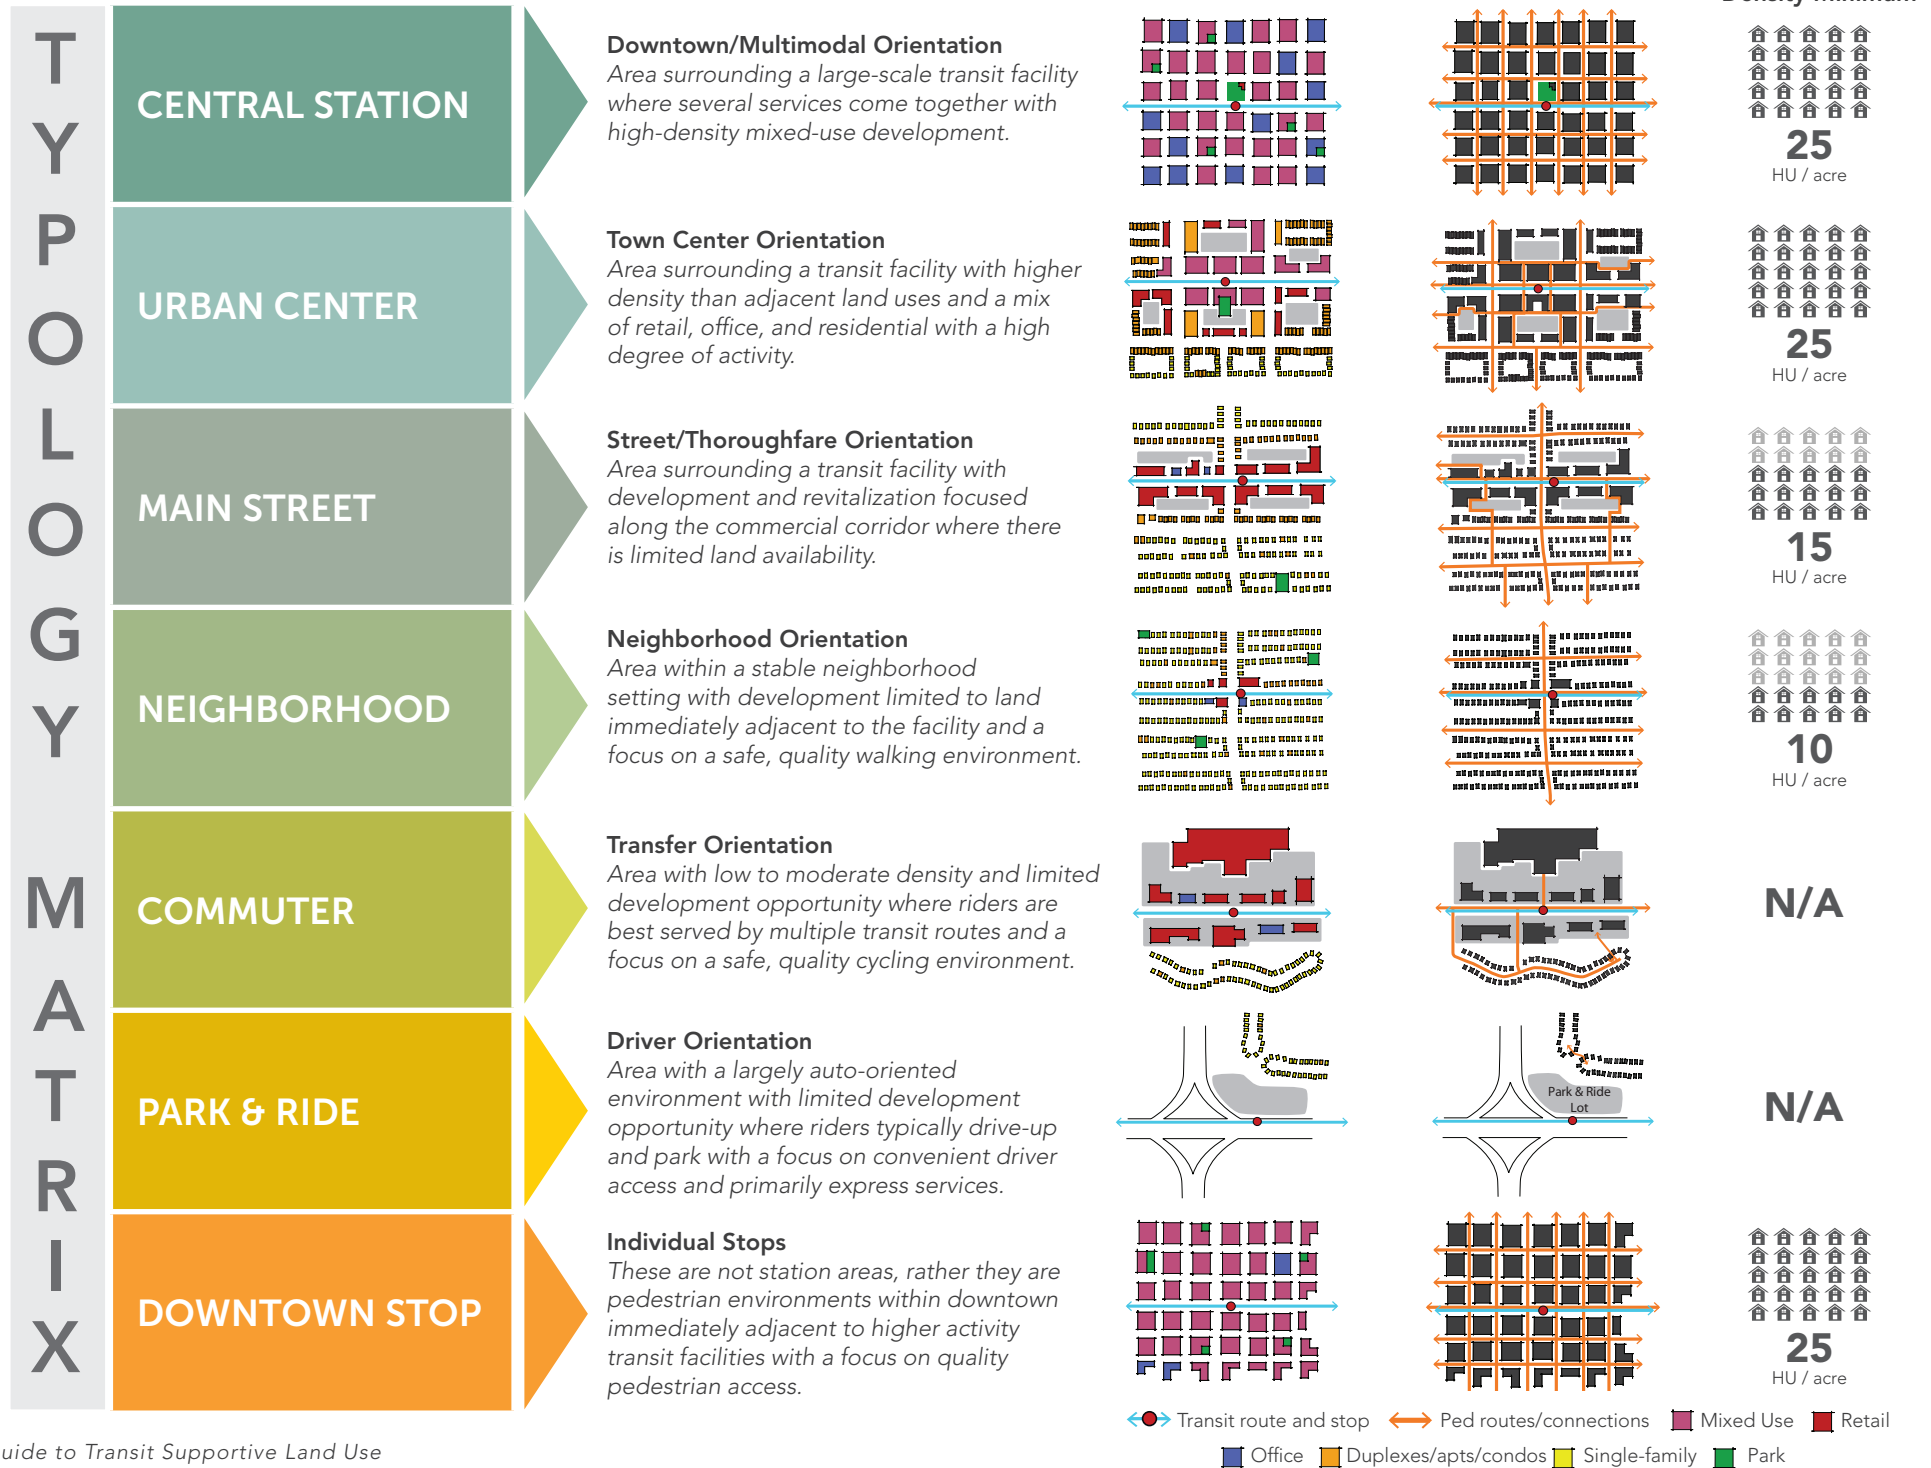 TYPOLOGY MATRIX
Density Minimum
CENTRAL STATION
Downtown/Multimodal Orientation
Area surrounding a large-scale transit facility
where several services come together with
high-density mixed-use development.
25
HU / acre
URBAN CENTER
Town Center Orientation
Area surrounding a transit facility with higher
density than adjacent land uses and a mix
of retail, office, and residential with a high
degree of activity.
25
HU / acre
MAIN STREET
Street/Thoroughfare Orientation
Area surrounding a transit facility with
development and revitalization focused
along the commercial corridor where there
is limited land availability.
15
HU / acre
NEIGHBORHOOD
Neighborhood Orientation
Area within a stable neighborhood
setting with development limited to land
immediately adjacent to the facility and a
focus on a safe, quality walking environment.
10
HU / acre
COMMUTER
Transfer Orientation
Area with low to moderate density and limited
development opportunity where riders are
best served by multiple transit routes and a
focus on a safe, quality cycling environment.
N/A
PARK & RIDE
Driver Orientation
Area with a largely auto-oriented
environment with limited development
opportunity where riders typically drive-up
and park with a focus on convenient driver
access and primarily express services.
Park & Ride
Lot
N/A
DOWNTOWN STOP
Individual Stops
These are not station areas, rather they are
pedestrian environments within downtown
immediately adjacent to higher activity
transit facilities with a focus on quality
pedestrian access.
25
HU / acre
Transit route and stop
Ped routes/connections
Mixed Use
Retail
Office
Duplexes/apts/condos
Single-family
Park
uide to Transit Supportive Land Use